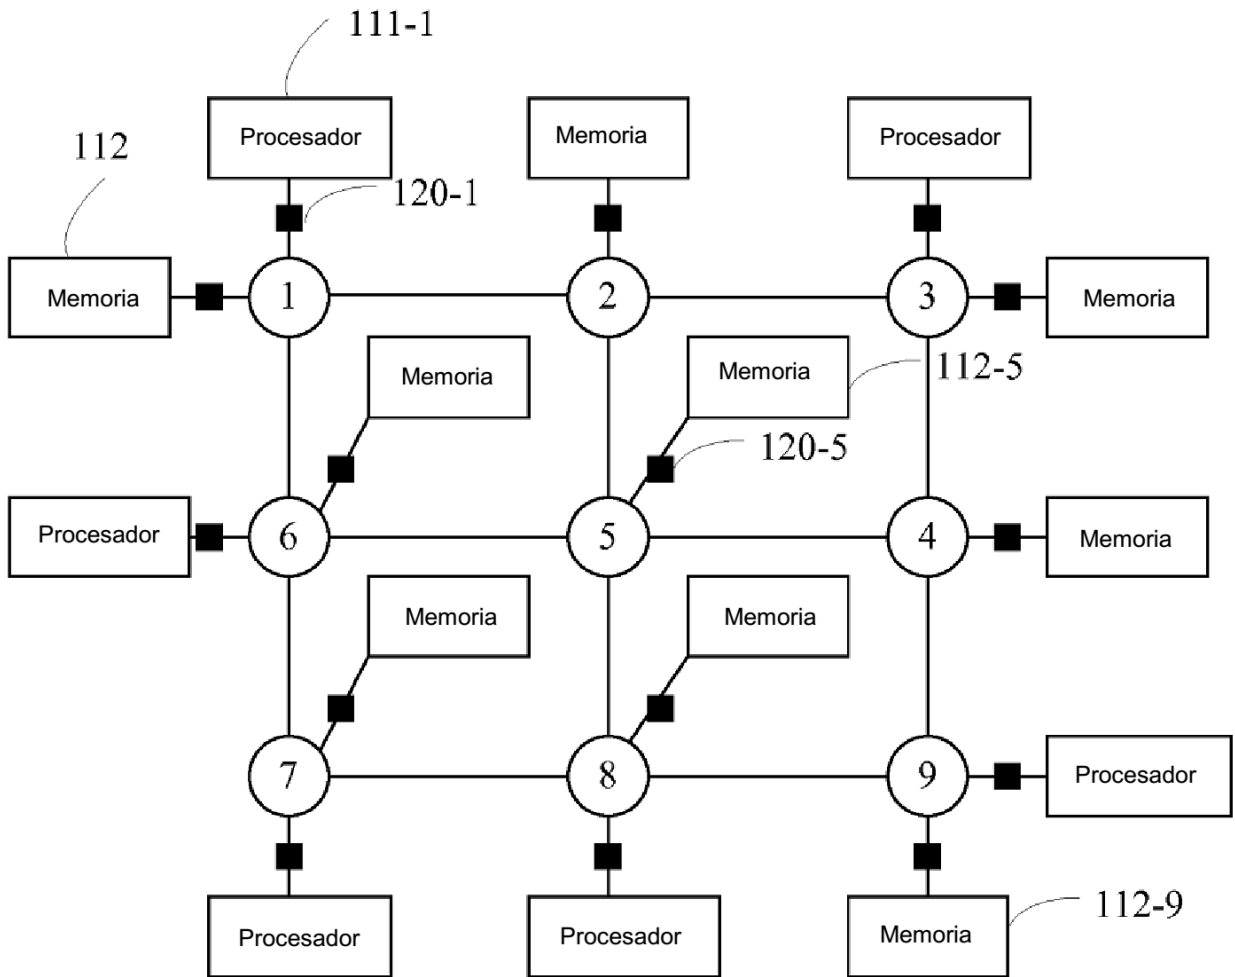 111-1
Procesador
Memoria
Procesador
112
120-1
Memoria
1
2
3
Memoria
Memoria
Memoria
112-5
120-5
Procesador
6
5
4
Memoria
Memoria
Memoria
7
8
9
Procesador
Procesador
Procesador
Memoria
112-9